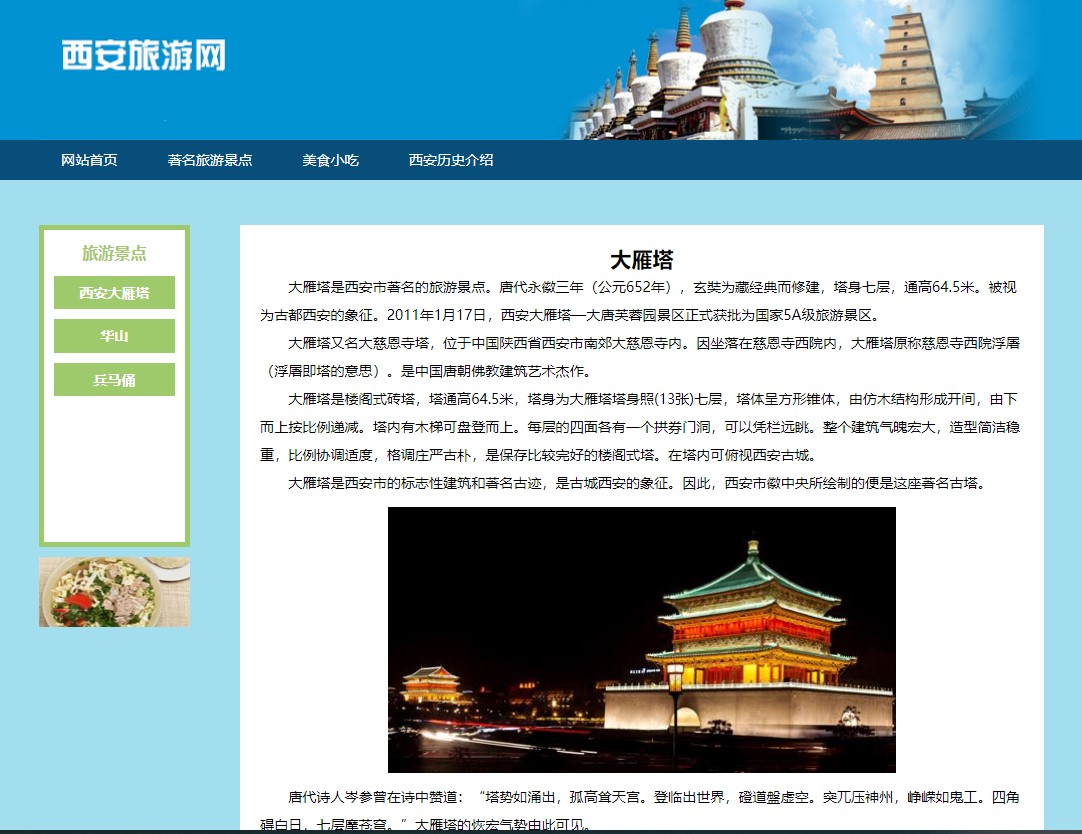 西安旅游网
网站首页 著名旅游景点 美食小吃 西安历史介绍
旅游景点
西安大雁塔
华山
兵马俑
大雁塔
大雁塔是西安市著名的旅游景点。唐代永徽三年（公元652年），玄奘为藏经典而修建，塔身七层，通高64.5米。被视
为古都西安的象征。2011年1月17日，西安大雁塔—大唐芙蓉园景区正式获批为国家5A级旅游景区。
大雁塔又名大慈恩寺塔，位于中国陕西省西安市南郊大慈恩寺内。因坐落在慈恩寺西院内，大雁塔原称慈恩寺西院浮屠
（浮屠即塔的意思）。是中国唐朝佛教建筑艺术杰作。
大雁塔是楼阁式砖塔，塔通高64.5米，塔身为大雁塔塔身照(13张)七层，塔体呈方形锥体，由仿木结构形成开间，由下
而上按比例递减。塔内有木梯可盘登而上。每层的四面各有一个拱券门洞，可以凭栏远眺。整个建筑气魄宏大，造型简洁稳
重，比例协调适度，格调庄严古朴，是保存比较完好的楼阁式塔。在塔内可俯视西安古城。
大雁塔是西安市的标志性建筑和著名古迹，是古城西安的象征。因此，西安市徽中央所绘制的便是这座著名古塔。
唐代诗人岑参曾在诗中赞道：“塔势如涌出，孤高耸天宫。登临出世界，磴道盘虚空。突兀压神州，峥嵘如鬼工。四角
碍白日，七层摩苍穹。”大雁塔的恢宏气势由此可见。